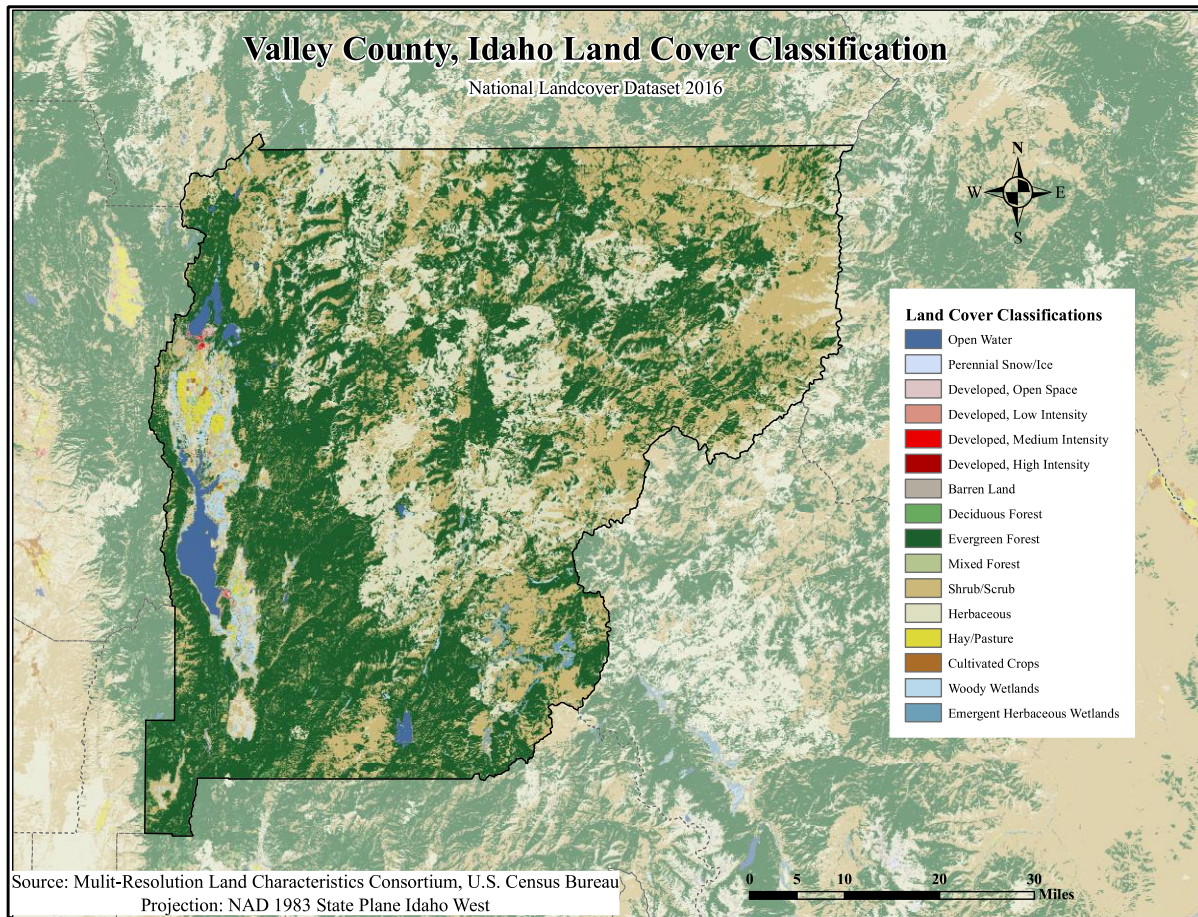 Valley County, Idaho Land Cover Classification
National Landcover Dataset 2016
N
W
E
S
Land Cover Classifications
Open Water
Perennial Snow/Ice
Developed, Open Space
Developed, Low Intensity
Developed, Medium Intensity
Developed, High Intensity
Barren Land
Deciduous Forest
Evergreen Forest
Mixed Forest
Shrub/Scrub
Herbaceous
Hay/Pasture
Cultivated Crops
Woody Wetlands
Emergent Herbaceous Wetlands
Source: Mulit-Resolution Land Characteristics Consortium, U.S. Census Bureau
Projection: NAD 1983 State Plane Idaho West
0 5 10 20 30
Miles